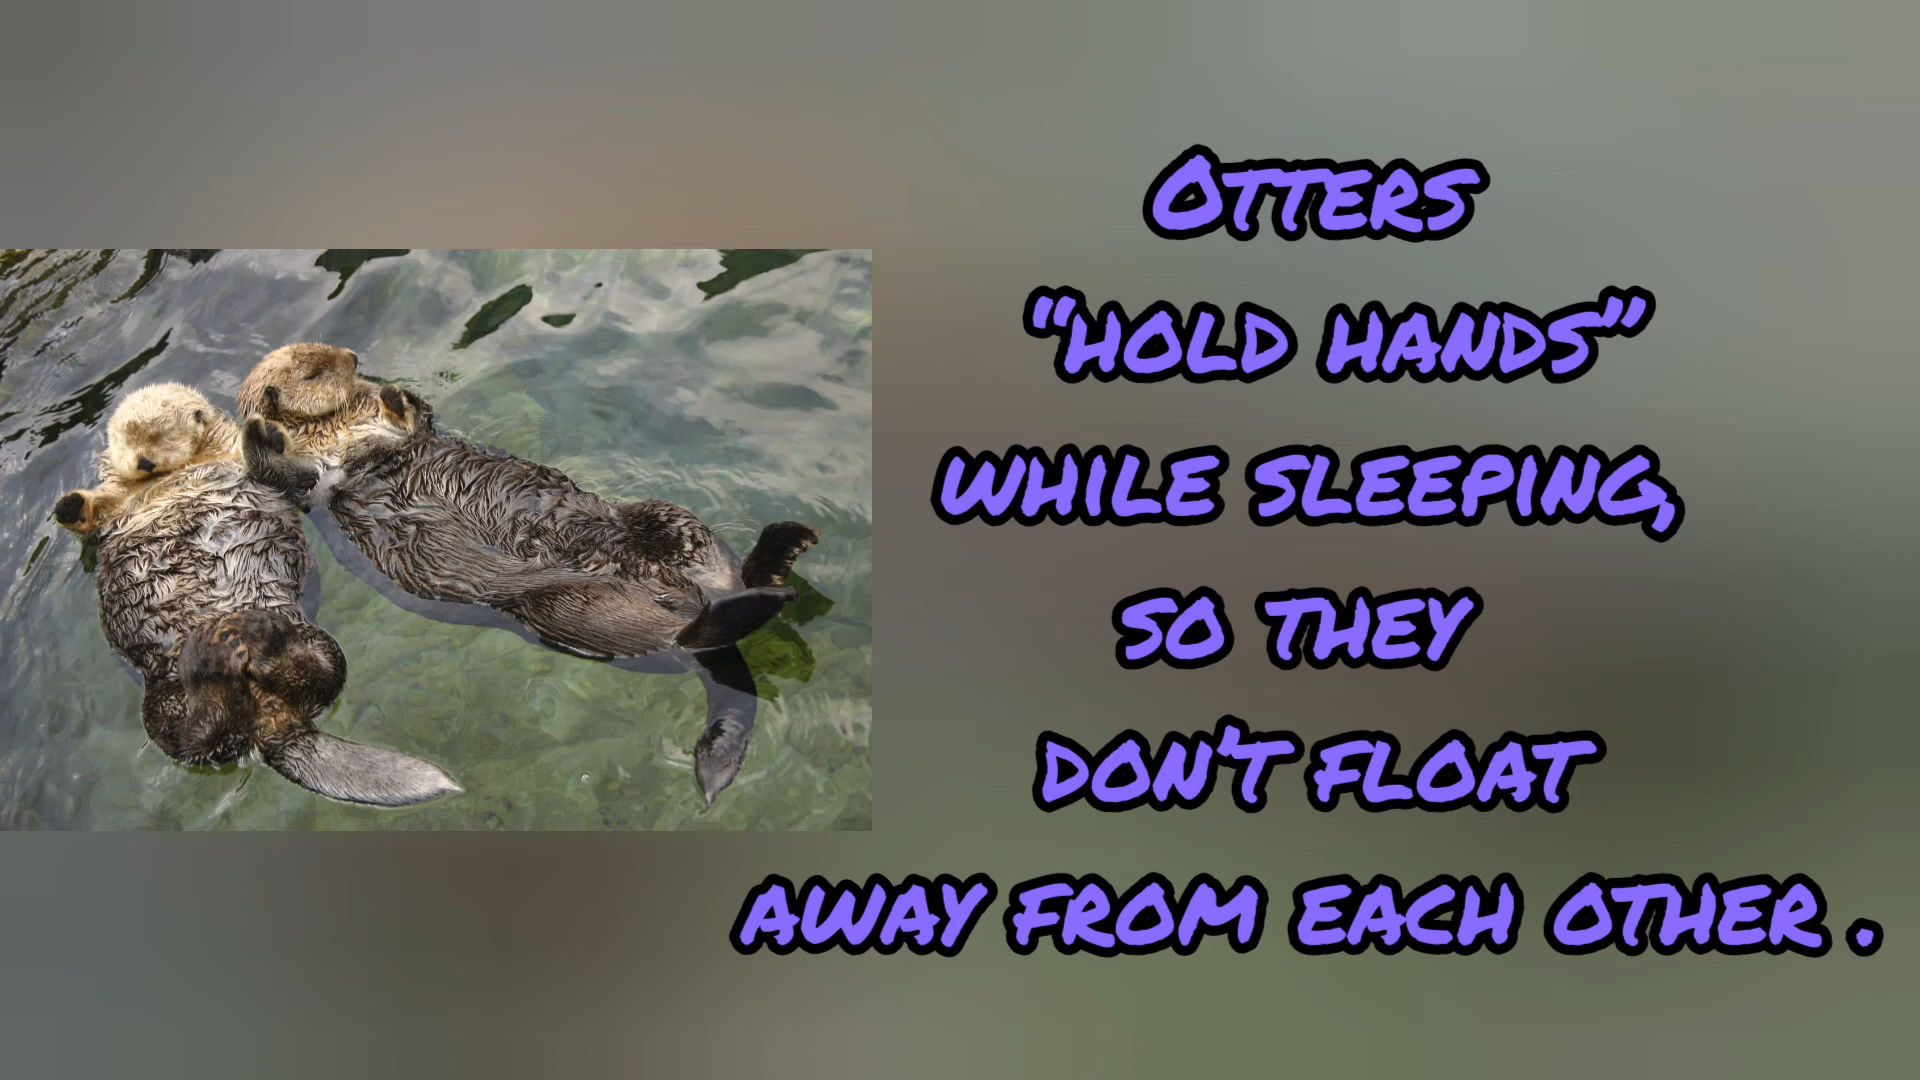 Otters
“hold hands”
while sleeping,
so they
don't float
away from each other .